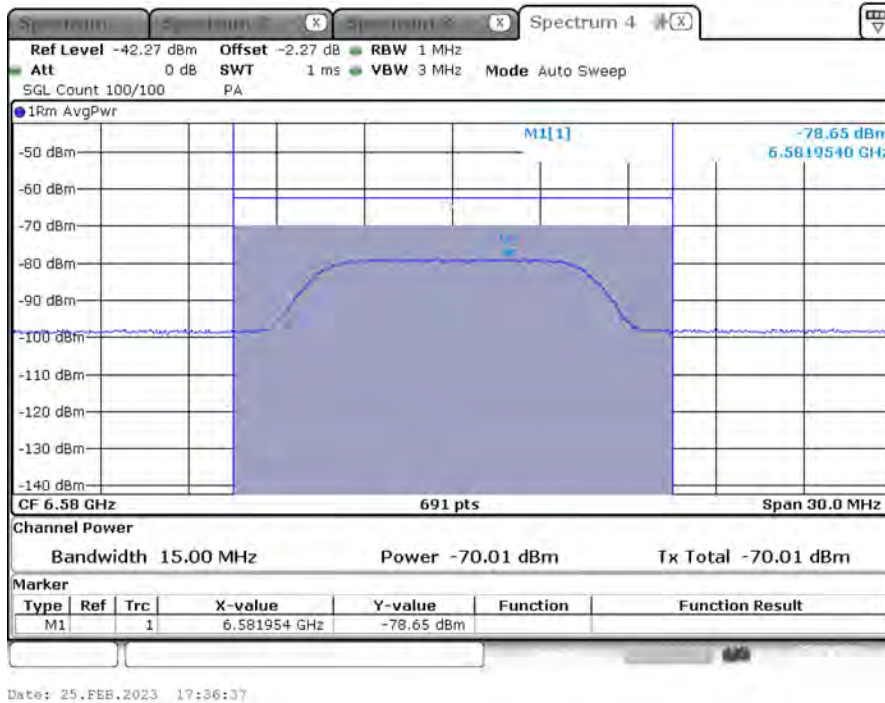 Spectrum 4
Ref Level -42.27 dBm Offset -2.27 dB RBW 1 MHz
Att 0 dB SWT 1 ms VBW 3 MHz Mode Auto Sweep
SGL Count 100/100 PA
1Rm AvgPwr
M1[1] -78.65 dBm
6.5819540 GHz
-50 dBm
-60 dBm
-70 dBm
-80 dBm
-90 dBm
-100 dBm
-110 dBm
-120 dBm
-130 dBm
-140 dBm
CF 6.58 GHz 691 pts Span 30.0 MHz
Channel Power
Bandwidth 15.00 MHz Power -70.01 dBm Tx Total -70.01 dBm
Marker
Type Ref Trc X-value Y-value Function Function Result
M1 1 6.581954 GHz -78.65 dBm
Date: 25.FEB.2023 17:36:37